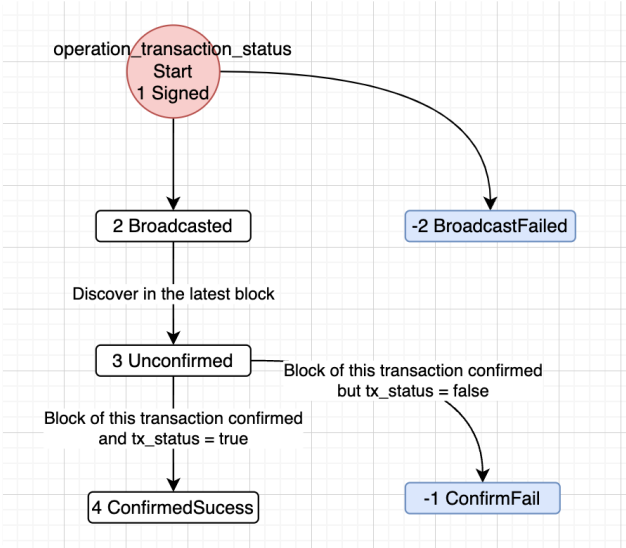 operation_transaction_status
Start
1 Signed
2 Broadcasted
-2 BroadcastFailed
Discover in the latest block
3 Unconfirmed
Block of this transaction confirmed
but tx_status = false
Block of this transaction confirmed
and tx_status = true
4 ConfirmedSucess
-1 ConfirmFail